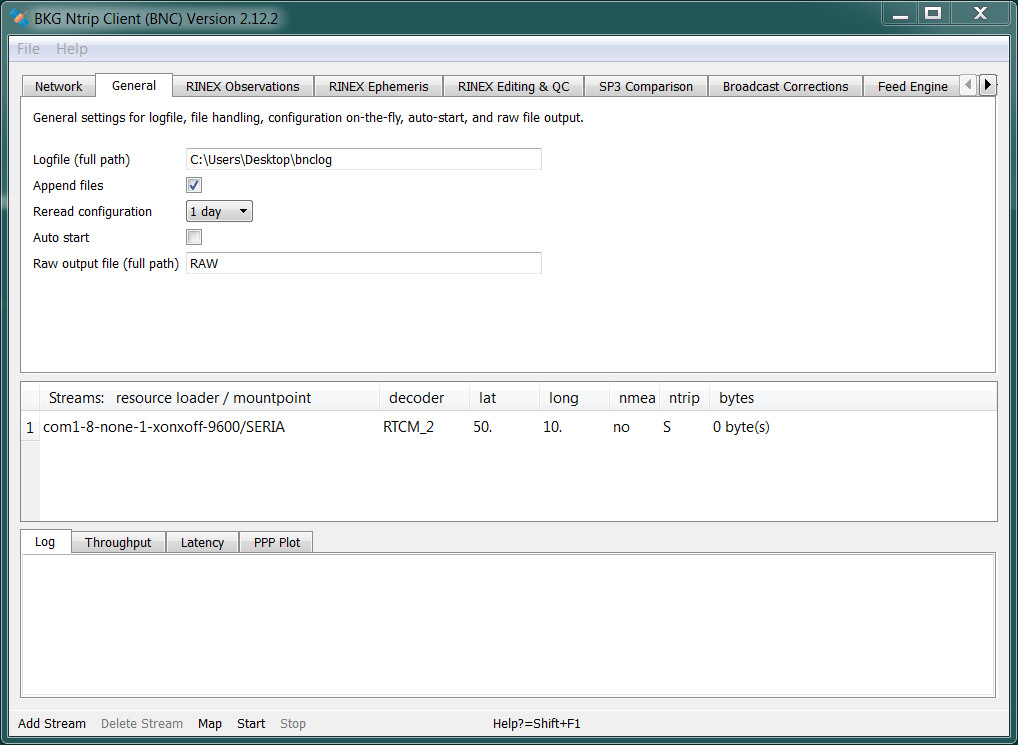 BKG Ntrip Client (BNC) Version 2.12.2
File Help
Network General RINEX Observations RINEX Ephemeris RINEX Editing & QC SP3 Comparison Broadcast Corrections Feed Engine
General settings for logfile, file handling, configuration on-the-fly, auto-start, and raw file output.
Logfile (full path) C:\Users\Desktop\bnclog
Append files
Reread configuration 1 day
Auto start
Raw output file (full path) RAW
Streams: resource loader / mountpoint decoder lat long nmea ntrip bytes
1 com1-8-none-1-xonxoff-9600/SERIA RTCM_2 50. 10. no S 0 byte(s)
Log Throughput Latency PPP Plot
Add Stream Delete Stream Map Start Stop Help?=Shift+F1